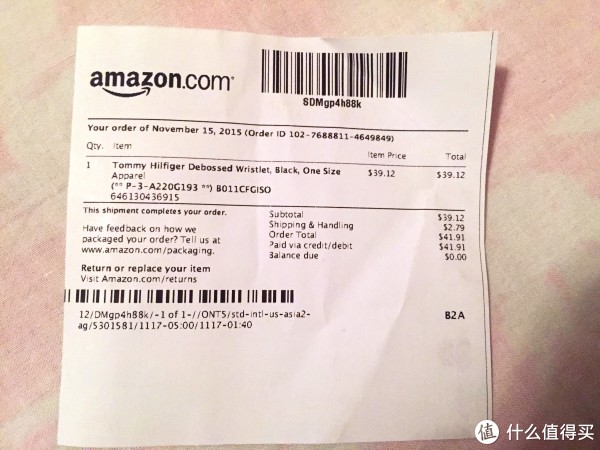 amazon.com
SDMgp4h88k
Your order of November 15, 2015 (Order ID 102-7688811-4649849)
Qty. Item Item Price Total
1 Tommy Hilfiger Debossed Wristlet, Black, One Size $39.12 $39.12
Apparel
(** P-3-A220G193 **) B011CFGISO
646130436915
This shipment completes your order.
Have feedback on how we
packaged your order? Tell us at
www.amazon.com/packaging.
Subtotal $39.12
Shipping & Handling $2.79
Order Total $41.91
Paid via credit/debit $41.91
Balance due $0.00
Return or replace your item
Visit Amazon.com/returns
12/DMgp4h88k/-1 of 1-//ONT5/std-intl-us-asia2-
ag/5301581/1117-05:00/1117-01:40
B2A
值 什么值得买